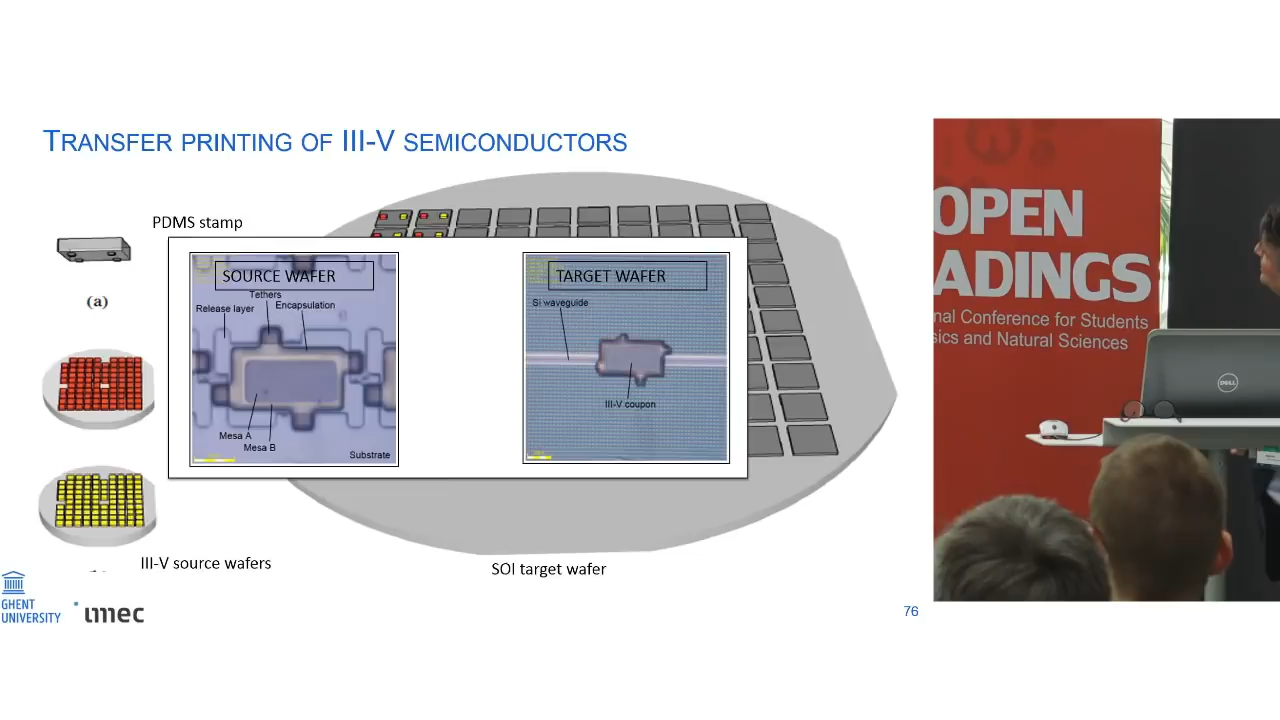 TRANSFER PRINTING OF III-V SEMICONDUCTORS
PDMS stamp
(a)
SOURCE WAFER
Tethers
Release layer
Encapsulation
Mesa A
Mesa B
Substrate
TARGET WAFER
Si waveguide
III-V coupon
III-V source wafers
SOI target wafer
GHENT
UNIVERSITY
imec
76
OPEN
ADINGS
nal Conference for Students
sics and Natural Sciences
DELL